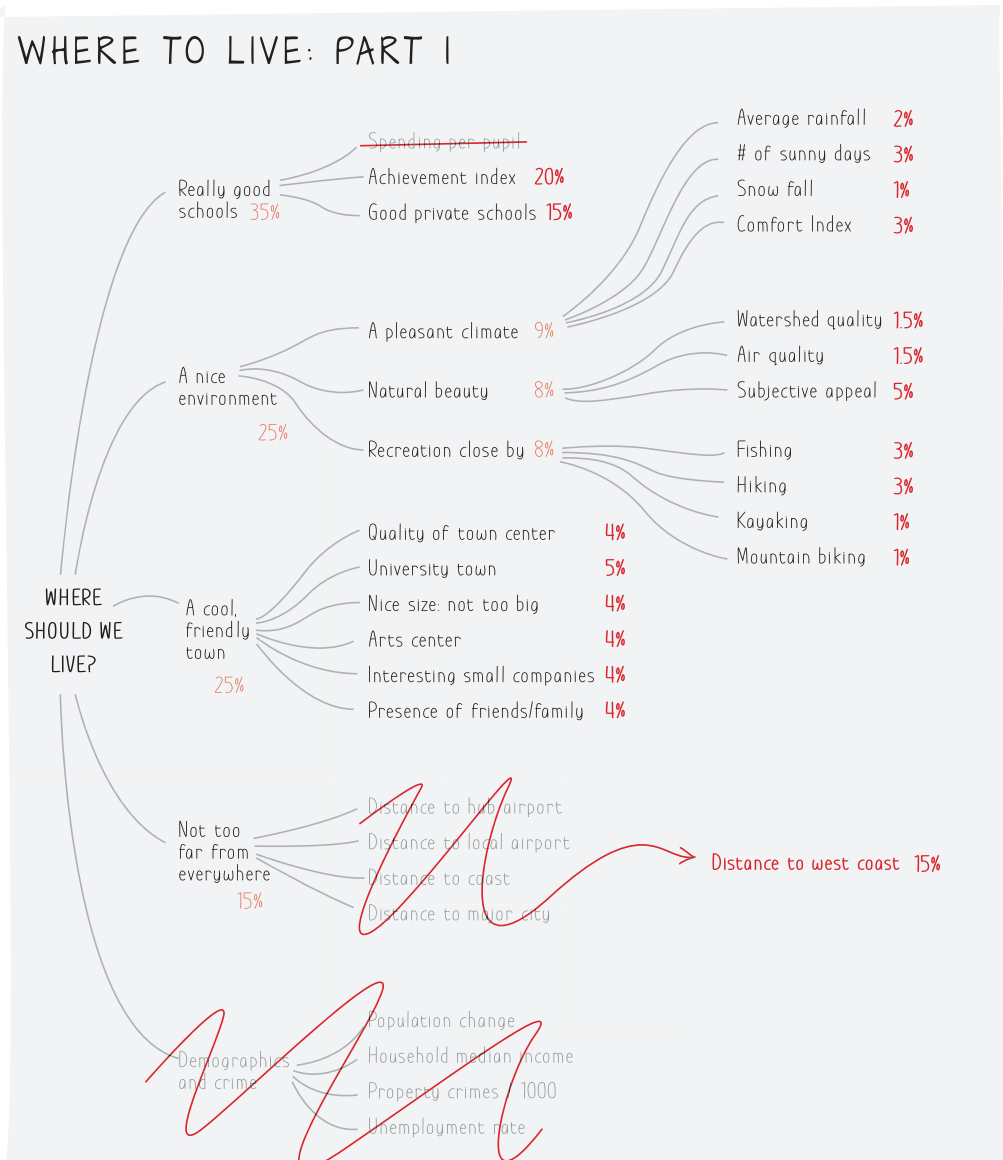 WHERE TO LIVE: PART 1
WHERE
SHOULD WE
LIVE?
Really good
schools 35%
Spending per pupil
Achievement index 20%
Good private schools 15%
A nice
environment
25%
A pleasant climate 9%
Average rainfall 2%
# of sunny days 3%
Snow fall 1%
Comfort Index 3%
Natural beauty 8%
Watershed quality 1.5%
Air quality 1.5%
Subjective appeal 5%
Recreation close by 8%
Fishing 3%
Hiking 3%
Kayaking 1%
Mountain biking 1%
A cool,
friendly
town
25%
Quality of town center 4%
University town 5%
Nice size: not too big 4%
Arts center 4%
Interesting small companies 4%
Presence of friends/family 4%
Not too
far from
everywhere
15%
Distance to hub airport
Distance to local airport
Distance to coast
Distance to major city
Distance to west coast 15%
Demographics
and crime
Population change
Household median income
Property crimes / 1000
Unemployment rate